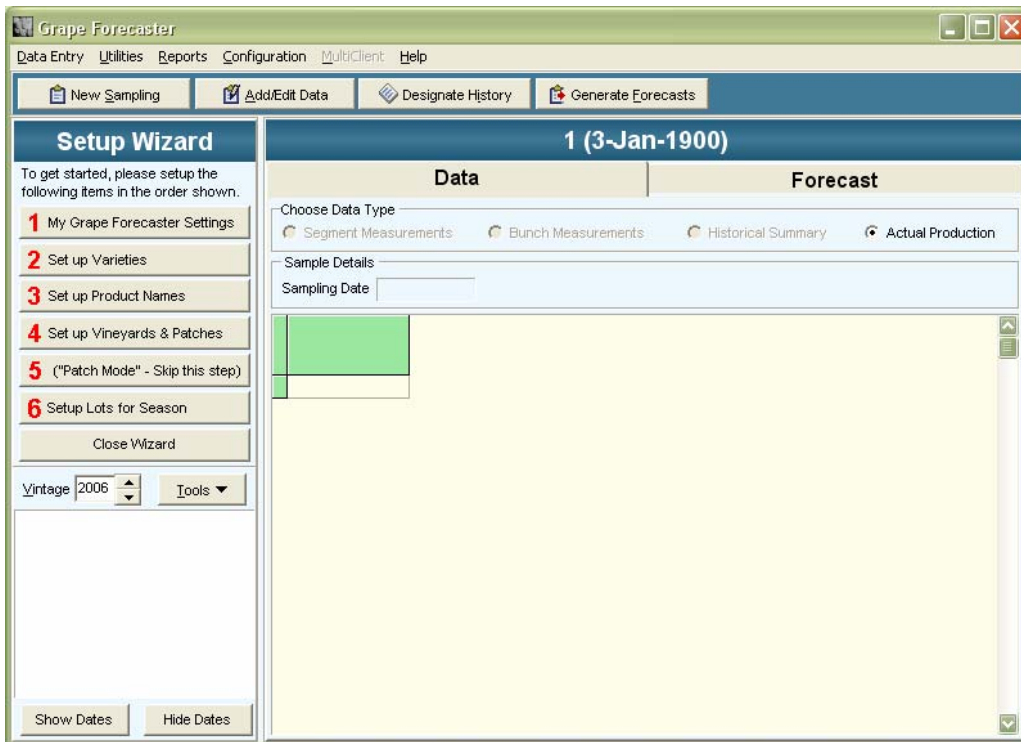 Grape Forecaster
Data Entry Utilities Reports Configuration MultiClient Help
New Sampling Add/Edit Data Designate History Generate Forecasts
Setup Wizard
To get started, please setup the
following items in the order shown.
1 My Grape Forecaster Settings
2 Set up Varieties
3 Set up Product Names
4 Set up Vineyards & Patches
5 ("Patch Mode" - Skip this step)
6 Setup Lots for Season
Close Wizard
Vintage 2006 Tools
Show Dates Hide Dates
1 (3-Jan-1900)
Data Forecast
Choose Data Type
Segment Measurements Bunch Measurements Historical Summary Actual Production
Sample Details
Sampling Date